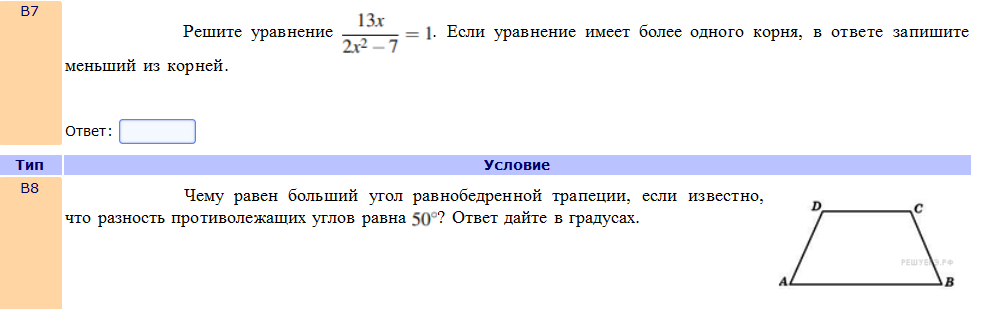 B7
Решите уравнение 13x / (2x² – 7) = 1. Если уравнение имеет более одного корня, в ответе запишите
меньший из корней.
Ответ:
Тип Условие
B8
Чему равен больший угол равнобедренной трапеции, если известно,
что разность противолежащих углов равна 50°? Ответ дайте в градусах.
D C
РЕШУЕГЭ.РФ
A B